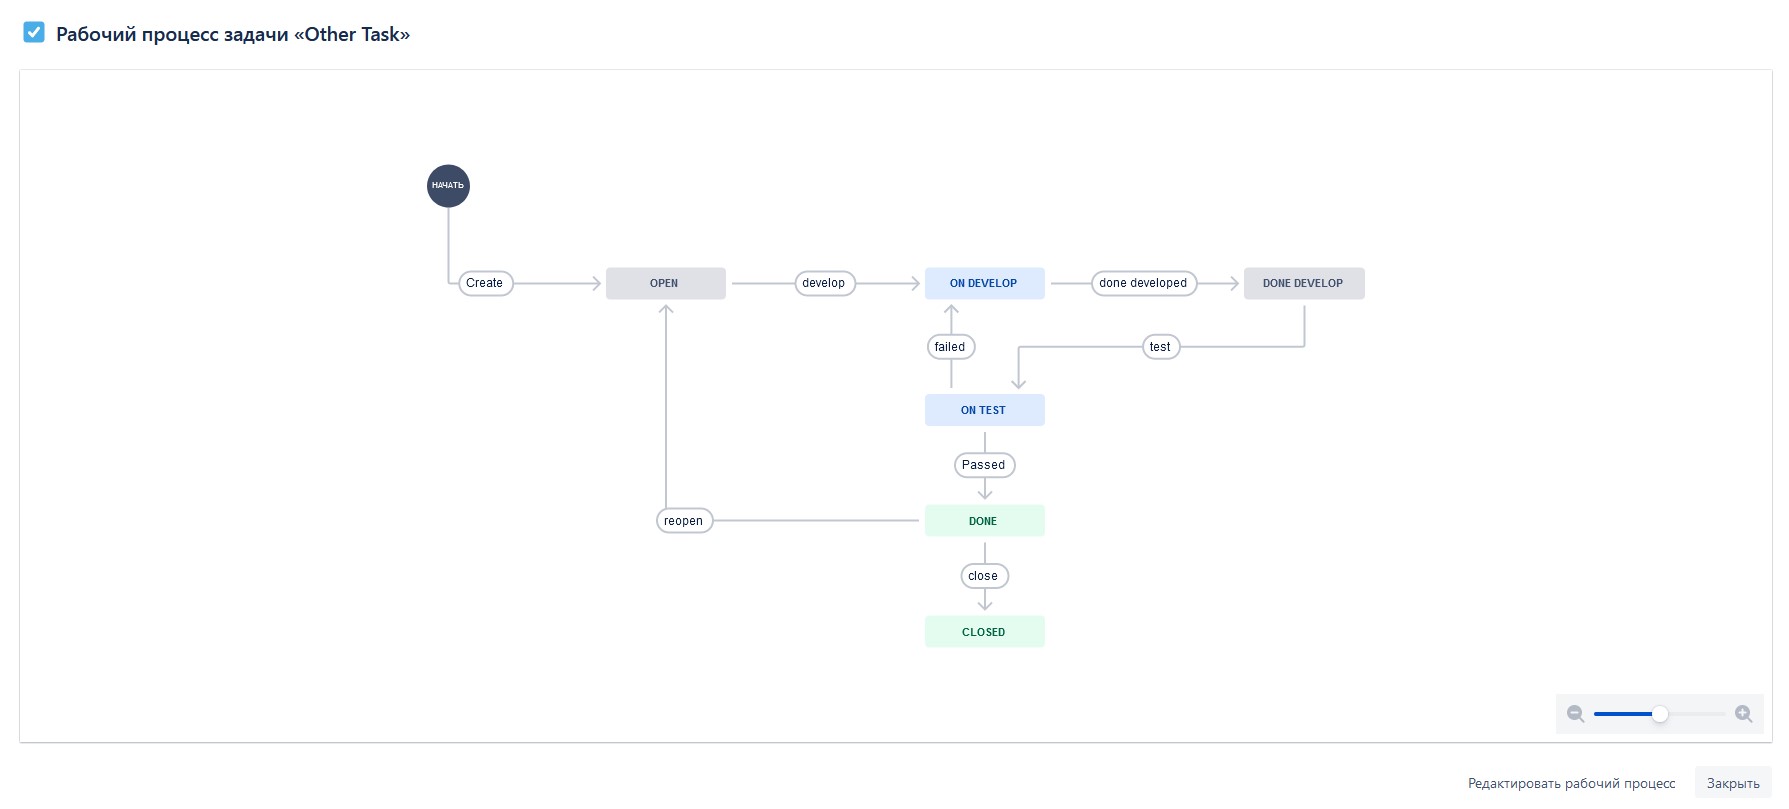 Рабочий процесс задачи «Other Task»
НАЧАТЬ
Create
OPEN
develop
ON DEVELOP
done developed
DONE DEVELOP
failed
test
ON TEST
Passed
reopen
DONE
close
CLOSED
Редактировать рабочий процесс
Закрыть